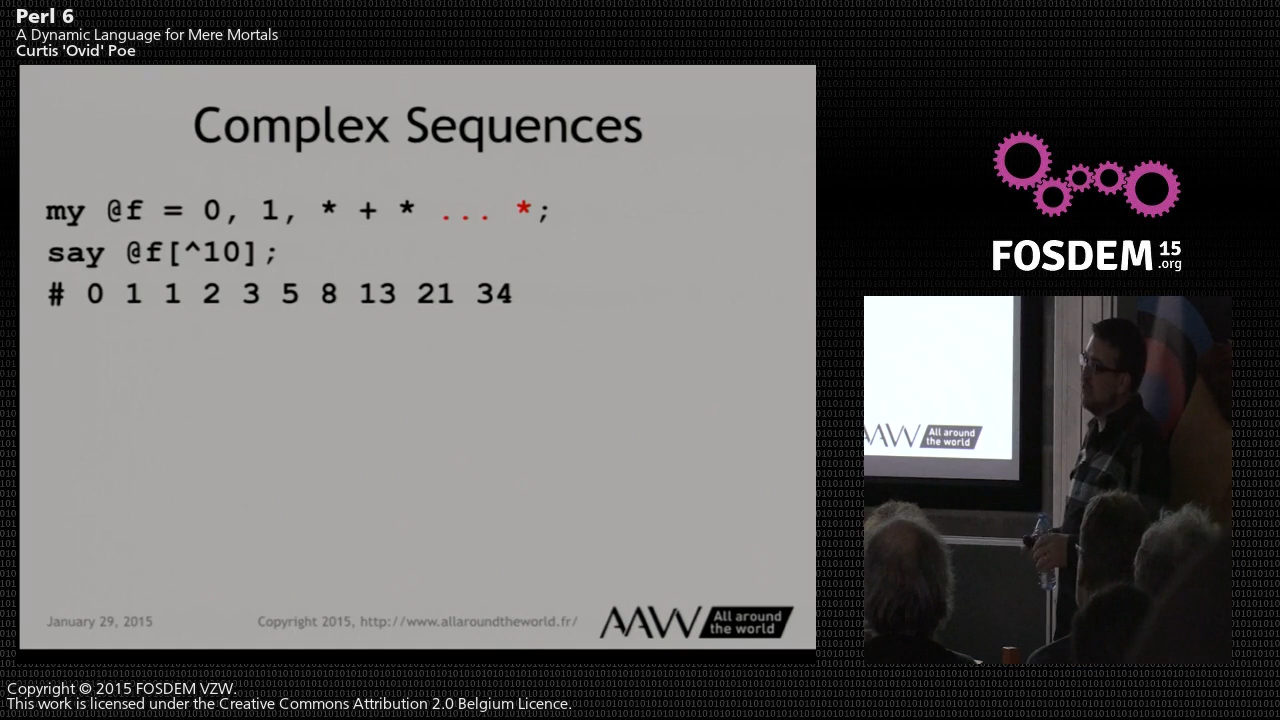 Perl 6
A Dynamic Language for Mere Mortals
Curtis 'Ovid' Poe
Complex Sequences
my @f = 0, 1, * + * ... *;
say @f[^10];
# 0 1 1 2 3 5 8 13 21 34
January 29, 2015
Copyright 2015, http://www.allaroundtheworld.fr/
AAW All around
the world
FOSDEM 15
.org
AAW All around
the world
Copyright © 2015 FOSDEM VZW.
This work is licensed under the Creative Commons Attribution 2.0 Belgium Licence.